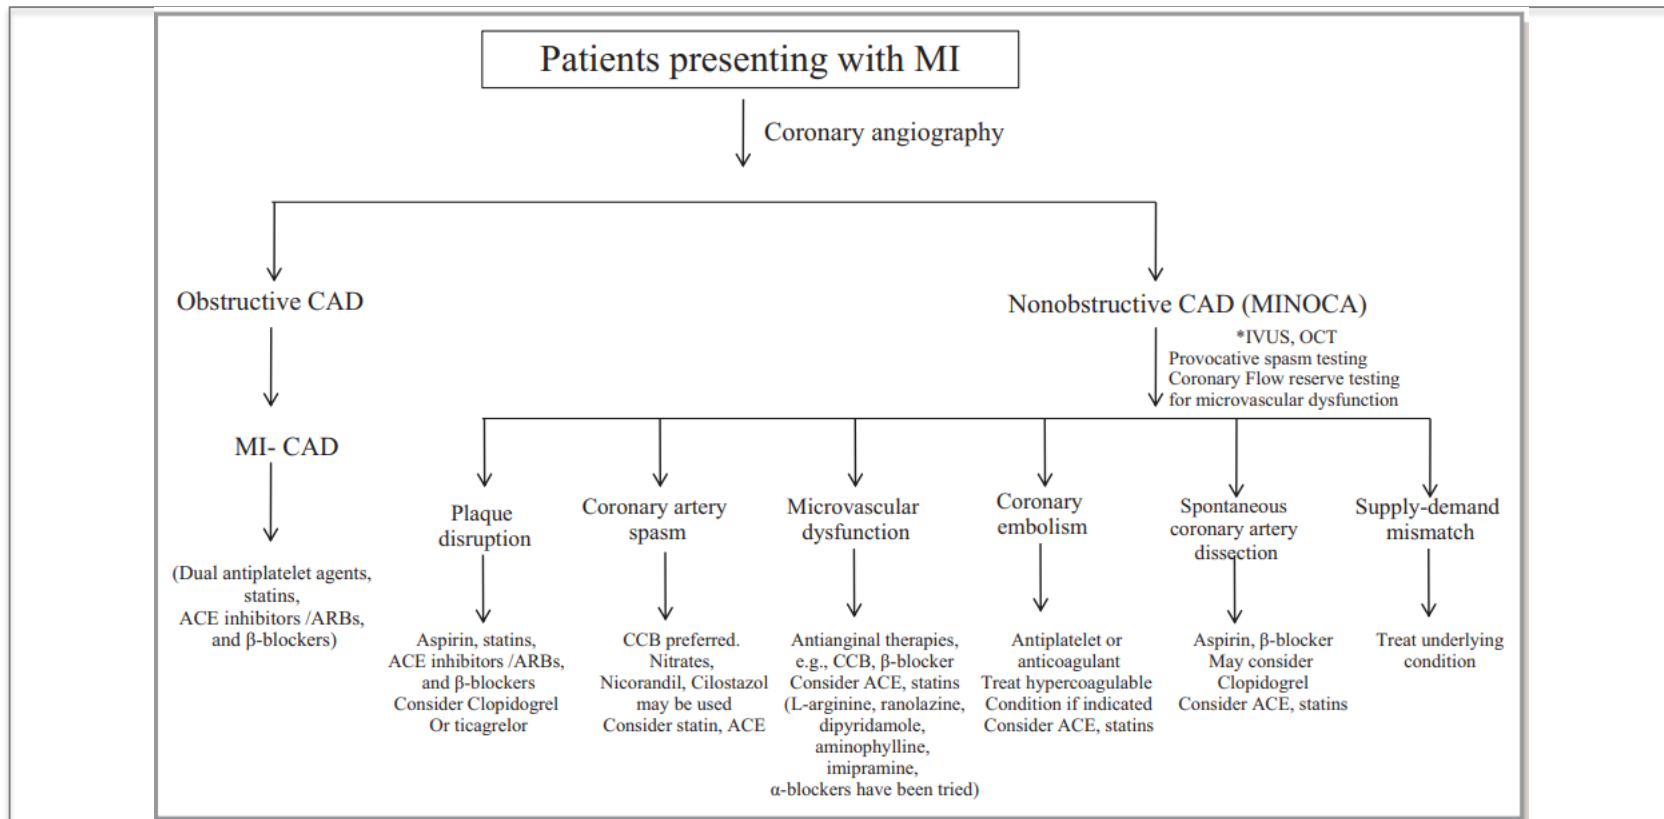 Patients presenting with MI
Coronary angiography
Obstructive CAD
MI- CAD
(Dual antiplatelet agents,
statins,
ACE inhibitors /ARBs,
and β-blockers)
Nonobstructive CAD (MINOCA)
*IVUS, OCT
Provocative spasm testing
Coronary Flow reserve testing
for microvascular dysfunction
Plaque
disruption
Aspirin, statins,
ACE inhibitors /ARBs,
and β-blockers
Consider Clopidogrel
Or ticagrelor
Coronary artery
spasm
CCB preferred.
Nitrates,
Nicorandil, Cilostazol
may be used
Consider statin, ACE
Microvascular
dysfunction
Antianginal therapies,
e.g., CCB, β-blocker
Consider ACE, statins
(L-arginine, ranolazine,
dipyridamole,
aminophylline,
imipramine,
α-blockers have been tried)
Coronary
embolism
Antiplatelet or
anticoagulant
Treat hypercoagulable
Condition if indicated
Consider ACE, statins
Spontaneous
coronary artery
dissection
Aspirin, β-blocker
May consider
Clopidogrel
Consider ACE, statins
Supply-demand
mismatch
Treat underlying
condition